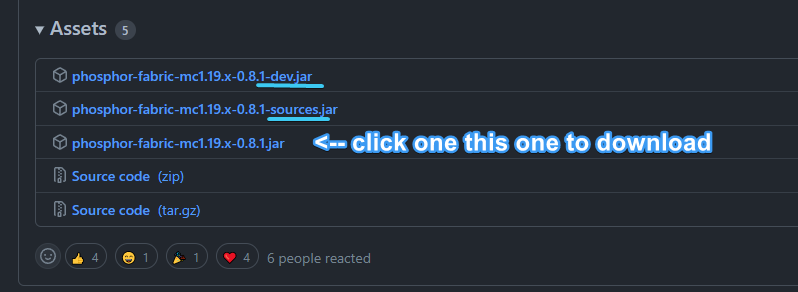 Assets 5
phosphor-fabric-mc1.19.x-0.8.1-dev.jar
phosphor-fabric-mc1.19.x-0.8.1-sources.jar
phosphor-fabric-mc1.19.x-0.8.1.jar <-- click one this one to download
Source code (zip)
Source code (tar.gz)
4 1 1 4 6 people reacted